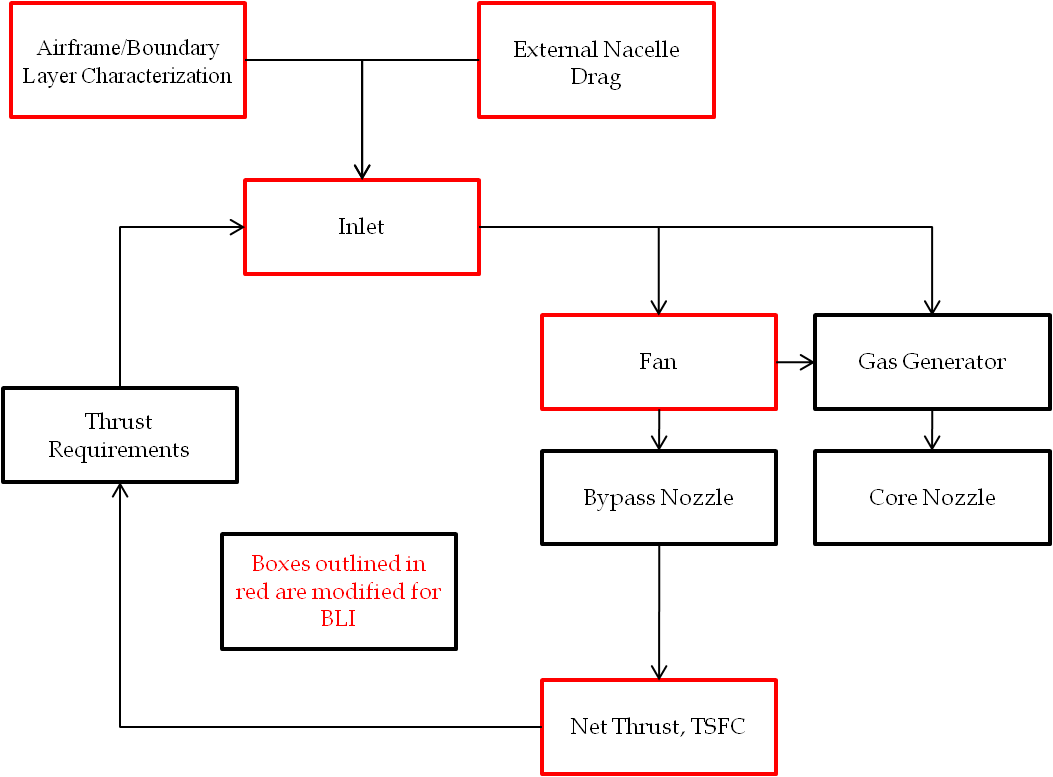 Airframe/Boundary
Layer Characterization
External Nacelle
Drag
Inlet
Fan
Gas Generator
Thrust
Requirements
Bypass Nozzle
Core Nozzle
Boxes outlined in
red are modified for
BLI
Net Thrust, TSFC